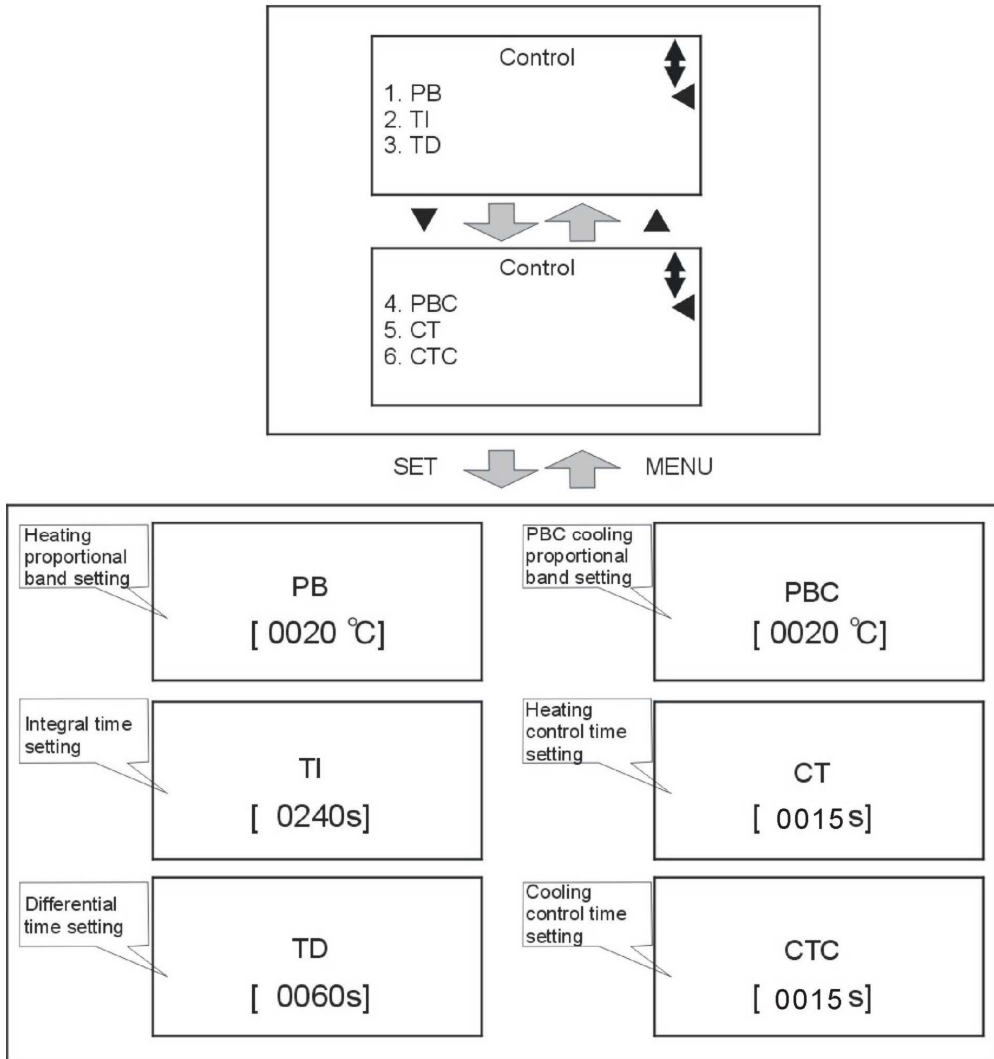 Control
1. PB
2. TI
3. TD
Control
4. PBC
5. CT
6. CTC
SET
MENU
Heating
proportional
band setting
PB
[ 0020 ℃]
PBC cooling
proportional
band setting
PBC
[ 0020 ℃]
Integral time
setting
TI
[ 0240s]
Heating
control time
setting
CT
[ 0015s]
Differential
time setting
TD
[ 0060s]
Cooling
control time
setting
CTC
[ 0015s]